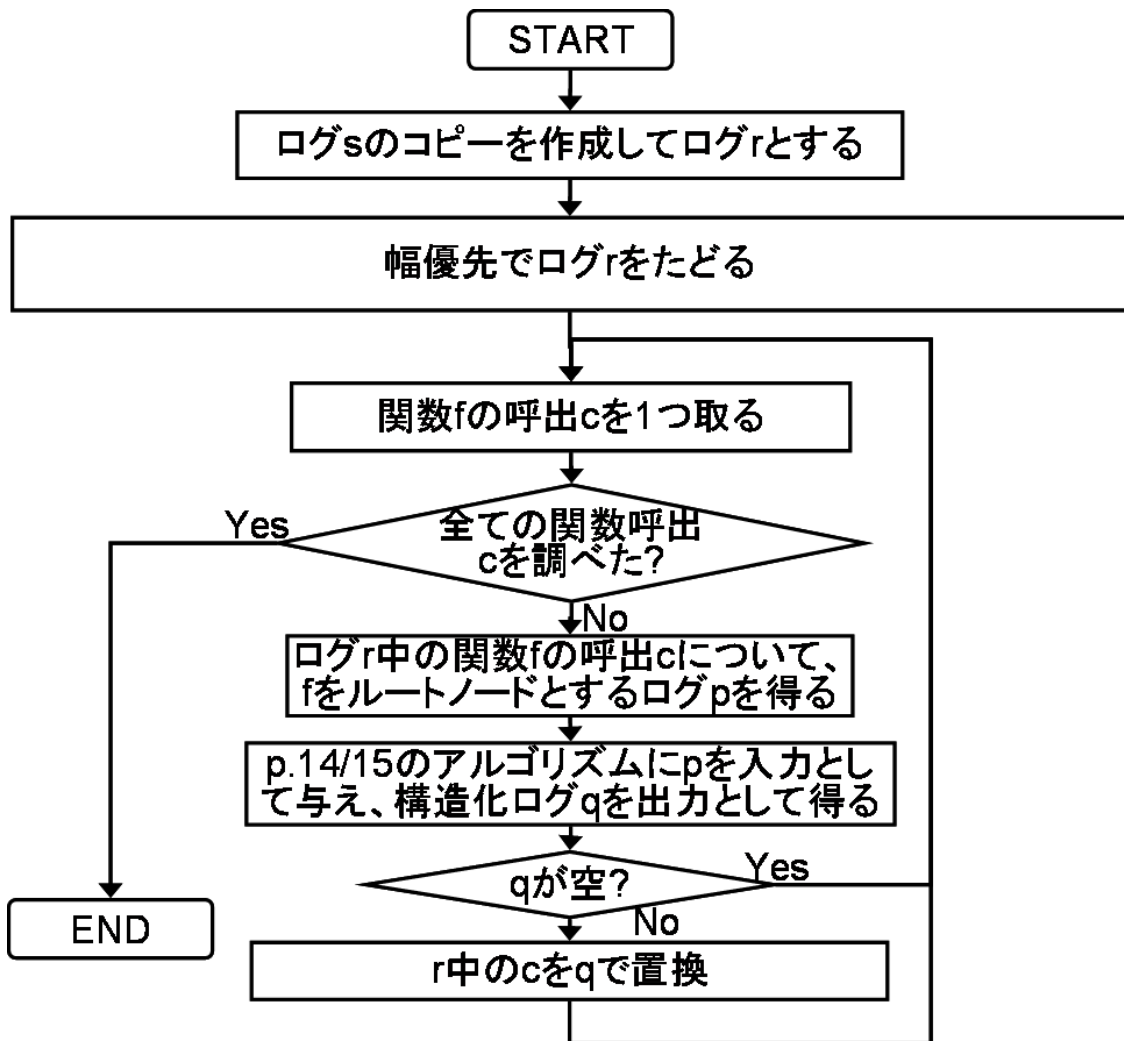 START
ログsのコピーを作成してログrとする
幅優先でログrをたどる
関数fの呼出cを1つ取る
Yes
全ての関数呼出
cを調べた?
No
ログr中の関数fの呼出cについて、
fをルートノードとするログpを得る
p.14/15のアルゴリズムにpを入力とし
て与え、構造化ログqを出力として得る
qが空?
Yes
END
No
r中のcをqで置換